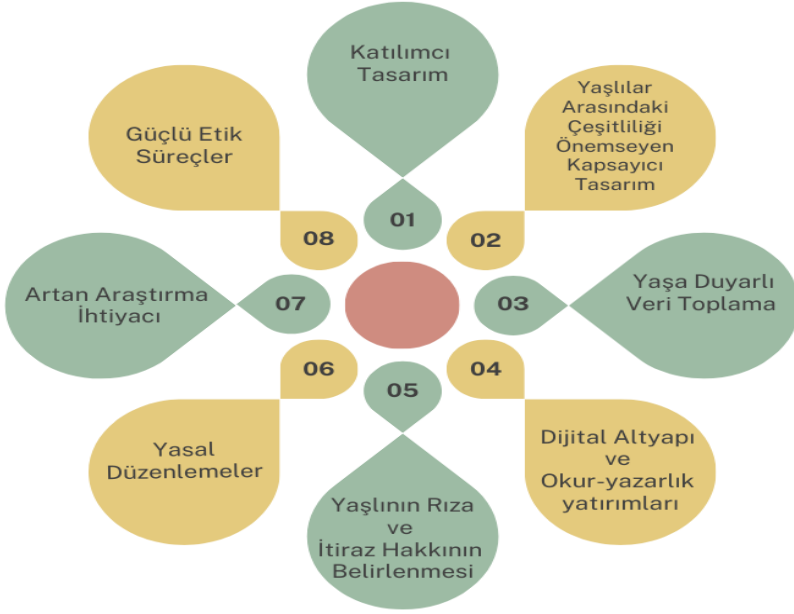 Katılımcı
Tasarım
01
Yaşlılar
Arasındaki
Çeşitliliği
Önemseyen
Kapsayıcı
Tasarım
02
Yaşa Duyarlı
Veri Toplama
03
Dijital Altyapı
ve
Okur-yazarlık
yatırımları
04
Yaşlının Rıza
ve
İtiraz Hakkının
Belirlenmesi
05
Yasal
Düzenlemeler
06
Artan Araştırma
İhtiyacı
07
Güçlü Etik
Süreçler
08